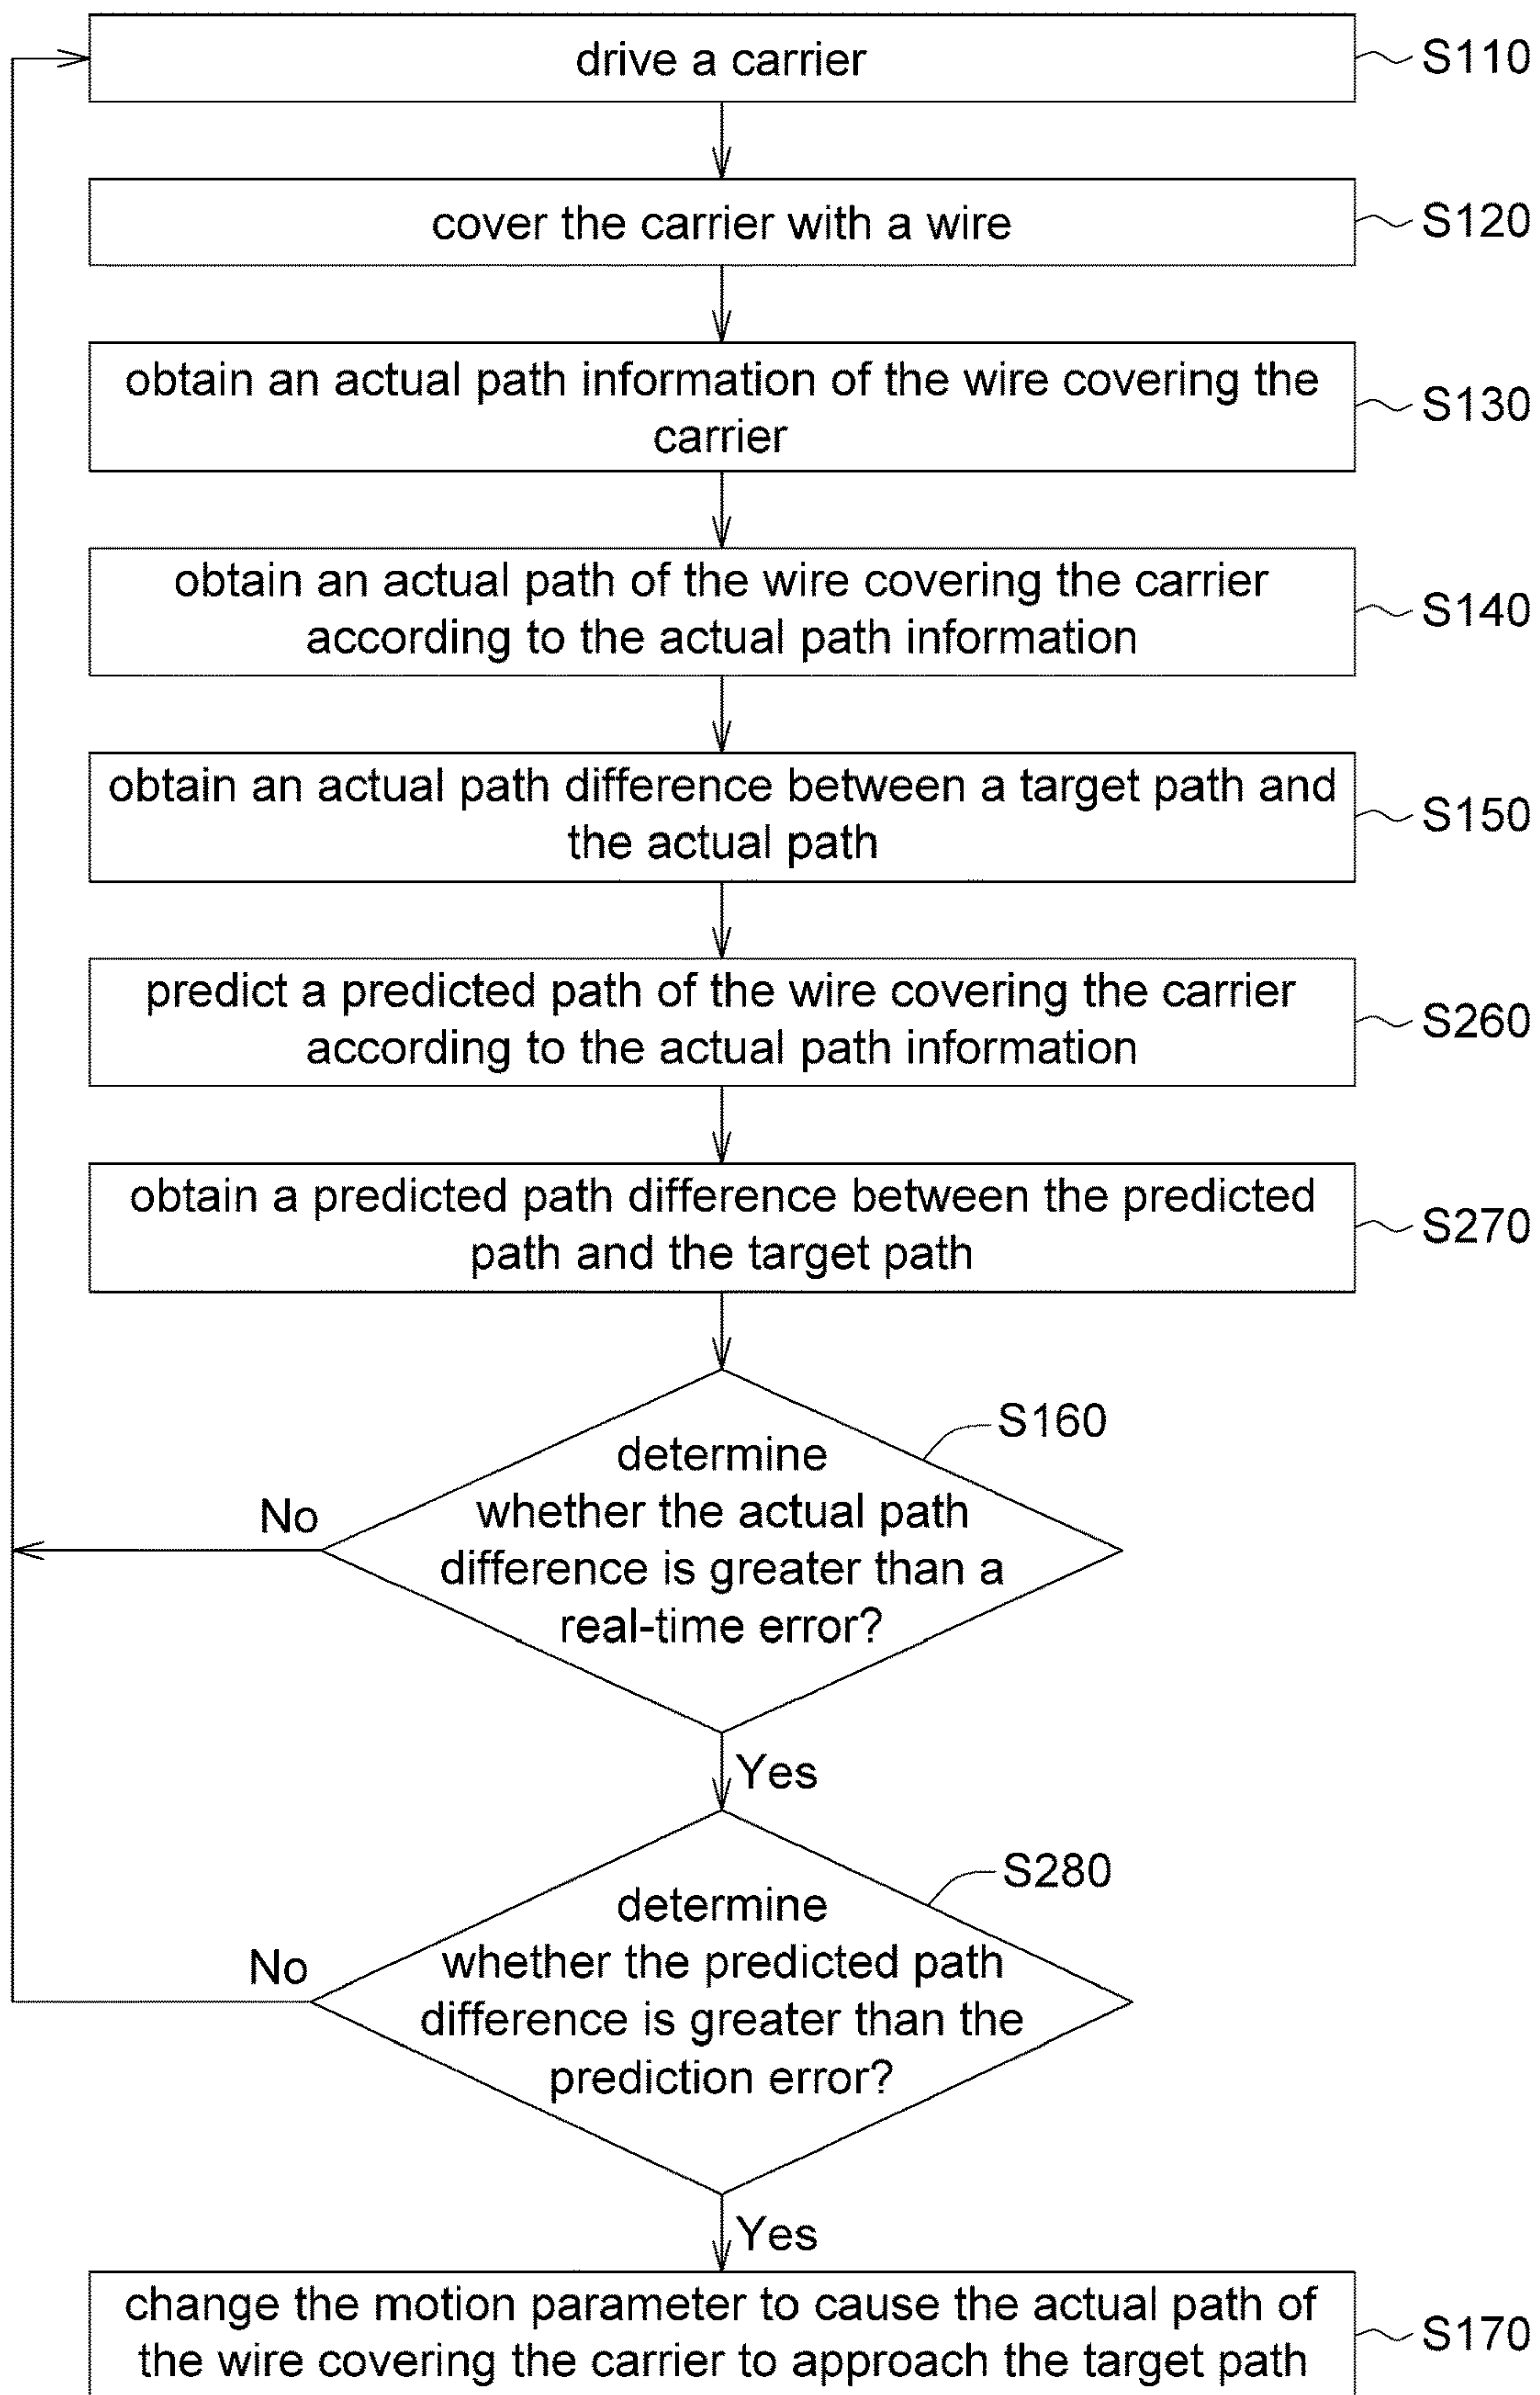 drive a carrier
S110
cover the carrier with a wire
S120
obtain an actual path information of the wire covering the
carrier
S130
obtain an actual path of the wire covering the carrier
according to the actual path information
S140
obtain an actual path difference between a target path and
the actual path
S150
predict a predicted path of the wire covering the carrier
according to the actual path information
S260
obtain a predicted path difference between the predicted
path and the target path
S270
S160
determine
whether the actual path
difference is greater than a
real-time error?
No
Yes
S280
determine
whether the predicted path
difference is greater than the
prediction error?
No
Yes
change the motion parameter to cause the actual path of
the wire covering the carrier to approach the target path
S170